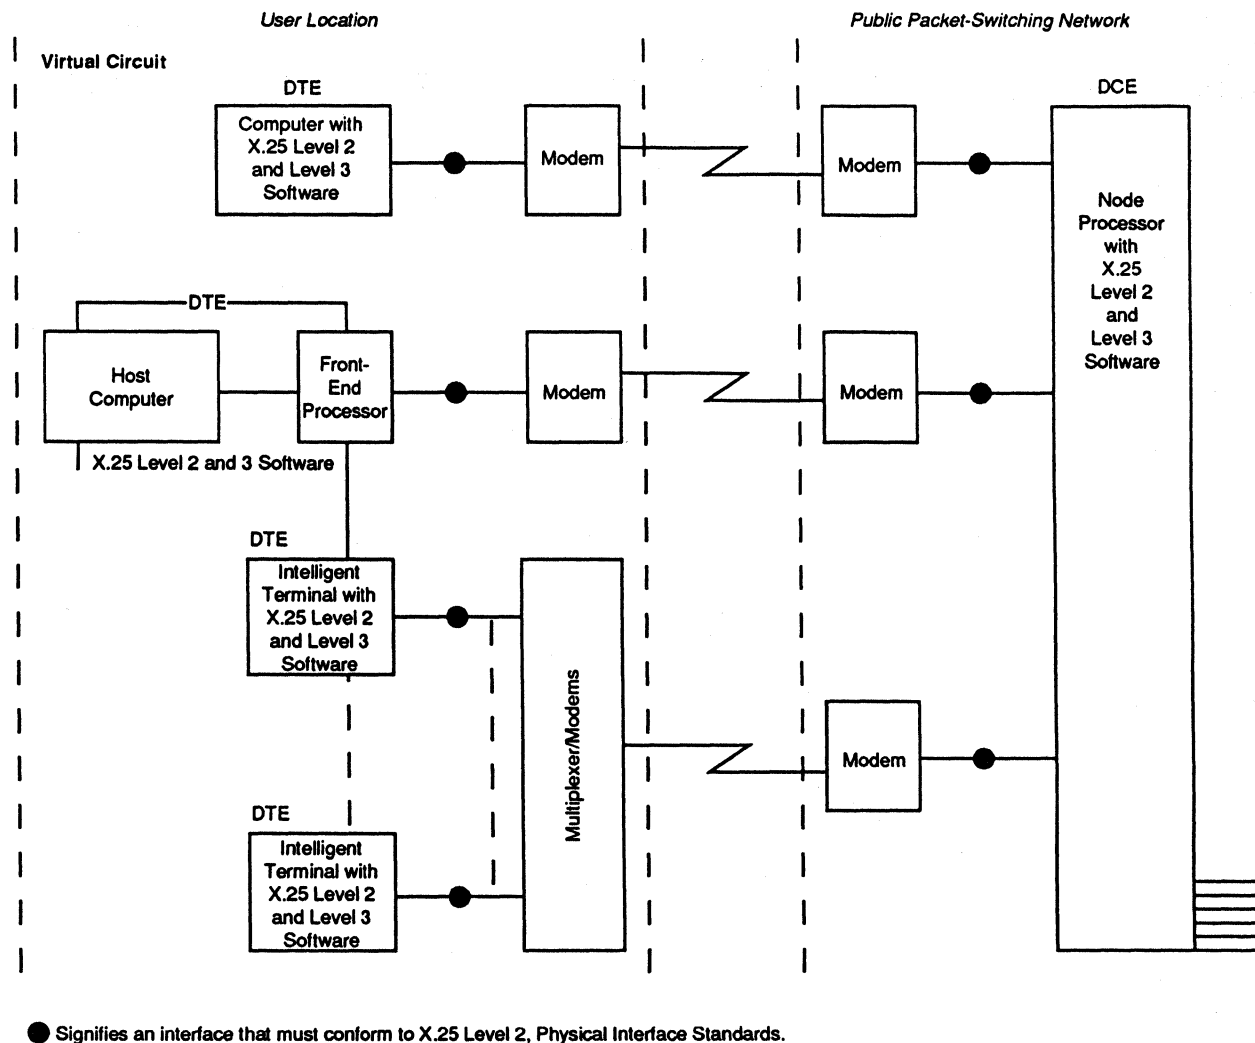 User Location
Public Packet-Switching Network
Virtual Circuit
DTE
Computer with
X.25 Level 2
and Level 3
Software
Modem
Modem
DCE
Node
Processor
with
X.25
Level 2
and
Level 3
Software
DTE
Host
Computer
Front-
End
Processor
Modem
Modem
X.25 Level 2 and 3 Software
DTE
Intelligent
Terminal with
X.25 Level 2
and Level 3
Software
Multiplexer/Modems
Modem
DTE
Intelligent
Terminal with
X.25 Level 2
and Level 3
Software
Signifies an interface that must conform to X.25 Level 2, Physical Interface Standards.